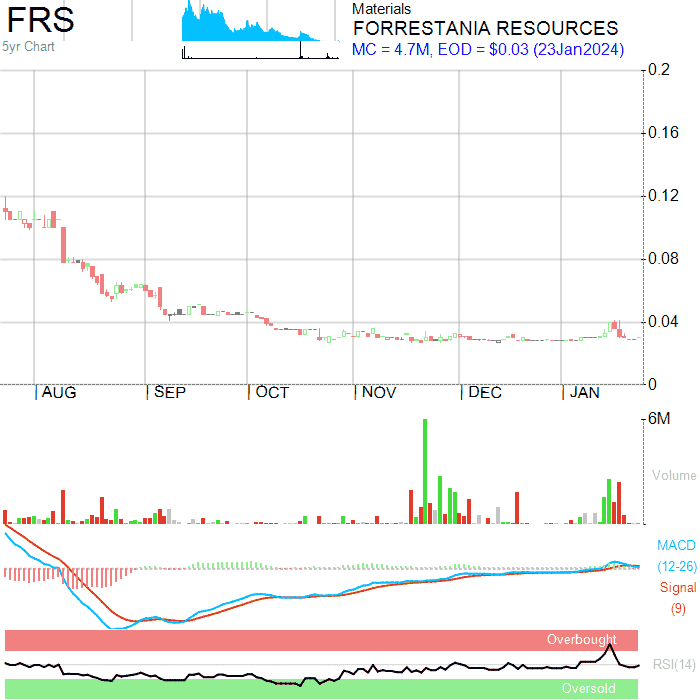 FRS
5yr Chart
Materials
FORRESTANIA RESOURCES
MC = 4.7M, EOD = $0.03 (23Jan2024)
0.2
0.16
0.12
0.08
0.04
0
AUG SEP OCT NOV DEC JAN
6M
Volume
MACD
(12-26)
Signal
(9)
Overbought
RSI(14)
Oversold